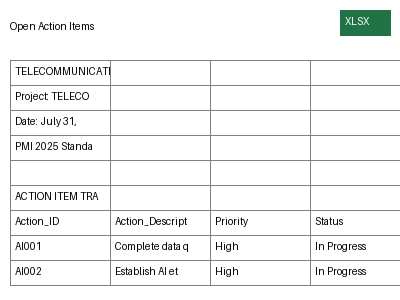 Open Action Items
XLSX
TELECOMMUNICATI
Project: TELECO
Date: July 31,
PMI 2025 Standa
ACTION ITEM TRA
Action_ID Action_Descript Priority Status
AI001 Complete data q High In Progress
AI002 Establish AI et High In Progress